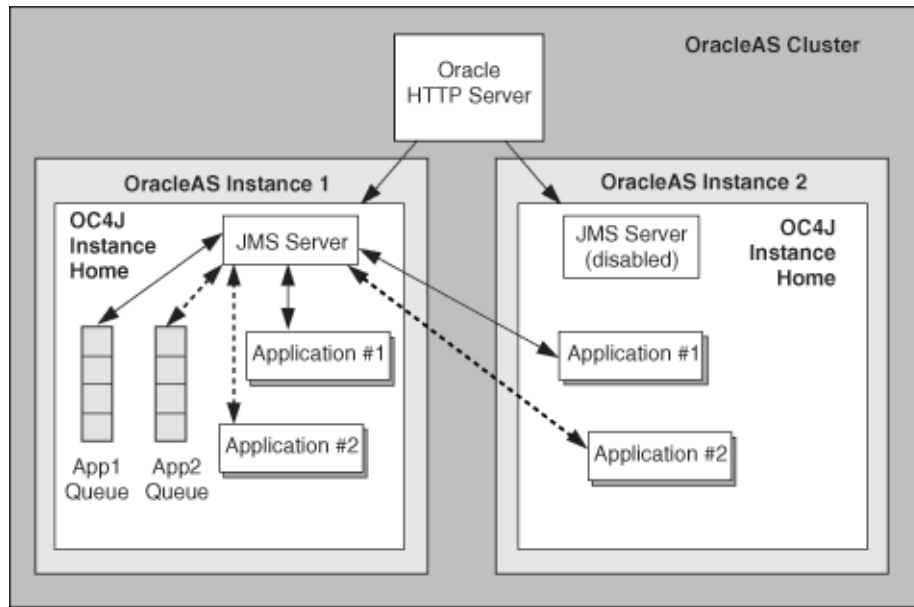 OracleAS Cluster
Oracle
HTTP Server
OracleAS Instance 1
OC4J
Instance
Home
JMS Server
Application #1
Application #2
App1
Queue
App2
Queue
OracleAS Instance 2
JMS Server
(disabled)
OC4J
Instance
Home
Application #1
Application #2